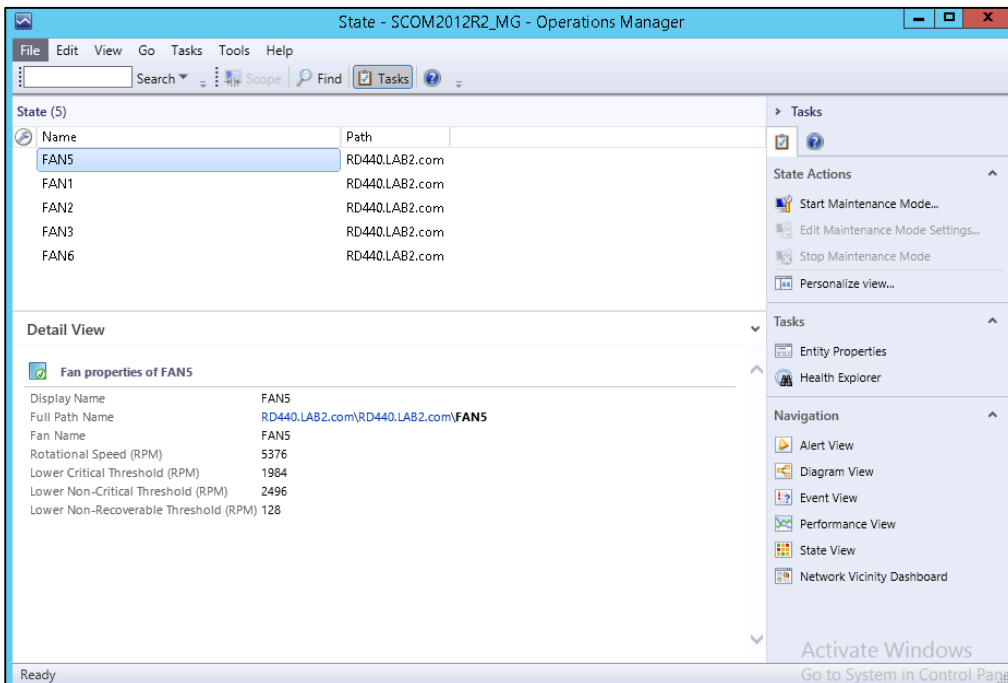 State - SCOM2012R2_MG - Operations Manager
File Edit View Go Tasks Tools Help
Search Scope Find Tasks
State (5)
Name Path
FAN5 RD440.LAB2.com
FAN1 RD440.LAB2.com
FAN2 RD440.LAB2.com
FAN3 RD440.LAB2.com
FAN6 RD440.LAB2.com
Detail View
Fan properties of FAN5
Display Name FAN5
Full Path Name RD440.LAB2.com\RD440.LAB2.com\FAN5
Fan Name FAN5
Rotational Speed (RPM) 5376
Lower Critical Threshold (RPM) 1984
Lower Non-Critical Threshold (RPM) 2496
Lower Non-Recoverable Threshold (RPM) 128
Tasks
State Actions
Start Maintenance Mode...
Edit Maintenance Mode Settings...
Stop Maintenance Mode
Personalize view...
Tasks
Entity Properties
Health Explorer
Navigation
Alert View
Diagram View
Event View
Performance View
State View
Network Vicinity Dashboard
Activate Windows
Go to System in Control Pane
Ready